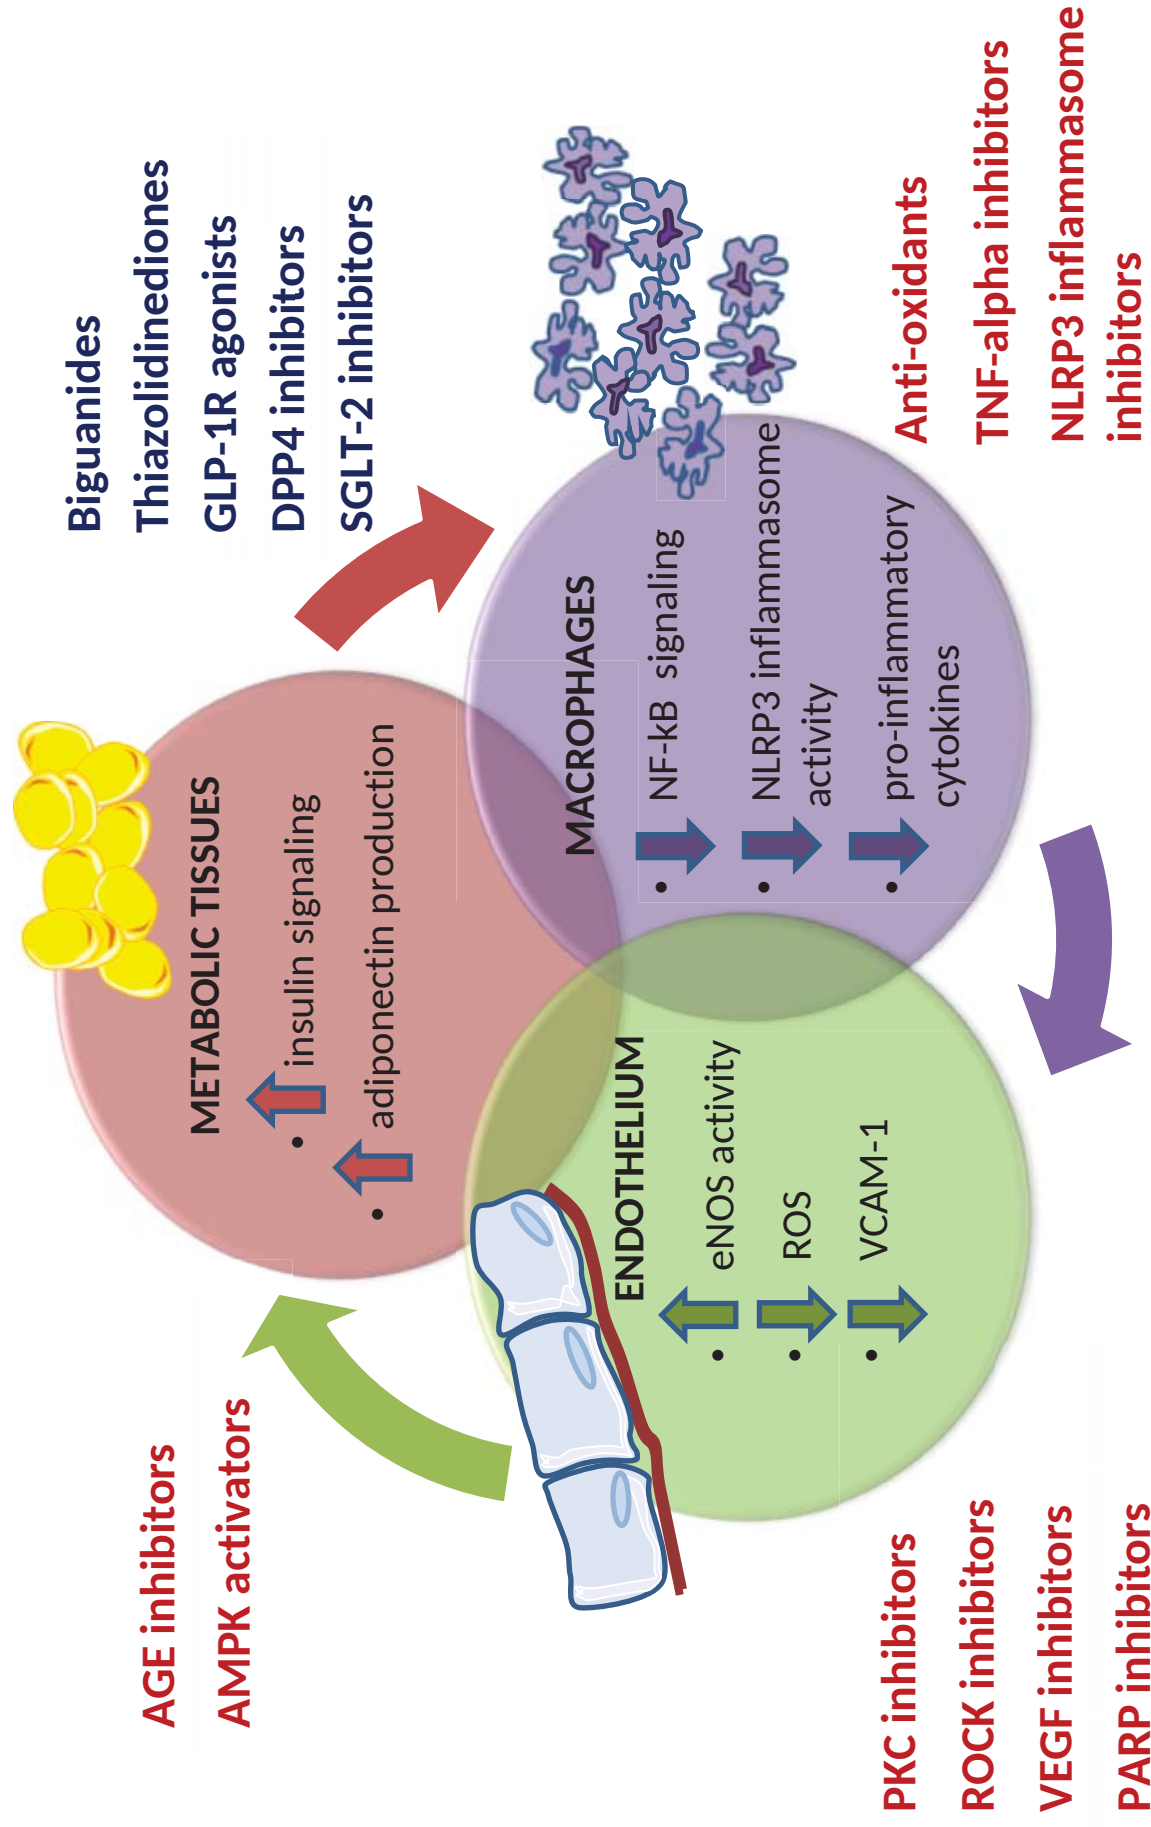 AGE inhibitors
AMPK activators
Biguanides
Thiazolidinediones
GLP-1R agonists
DPP4 inhibitors
SGLT-2 inhibitors
METABOLIC TISSUES
• insulin signaling
• adiponectin production
ENDOTHELIUM
• eNOS activity
• ROS
• VCAM-1
MACROPHAGES
• NF-kB signaling
• NLRP3 inflammasome
activity
• pro-inflammatory
cytokines
PKC inhibitors
ROCK inhibitors
VEGF inhibitors
PARP inhibitors
Anti-oxidants
TNF-alpha inhibitors
NLRP3 inflammasome
inhibitors